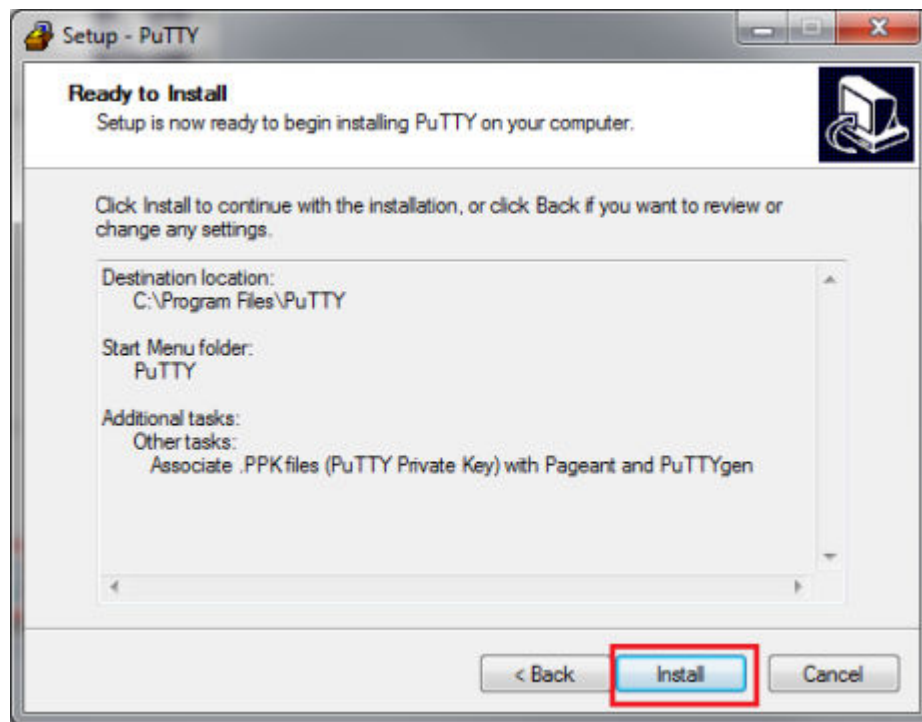 Setup - PuTTY
Ready to Install
Setup is now ready to begin installing PuTTY on your computer.
Click Install to continue with the installation, or click Back if you want to review or
change any settings.
Destination location:
C:\Program Files\PuTTY
Start Menu folder:
PuTTY
Additional tasks:
Other tasks:
Associate .PPK files (PuTTY Private Key) with Pageant and PuTTYgen
< Back
Install
Cancel